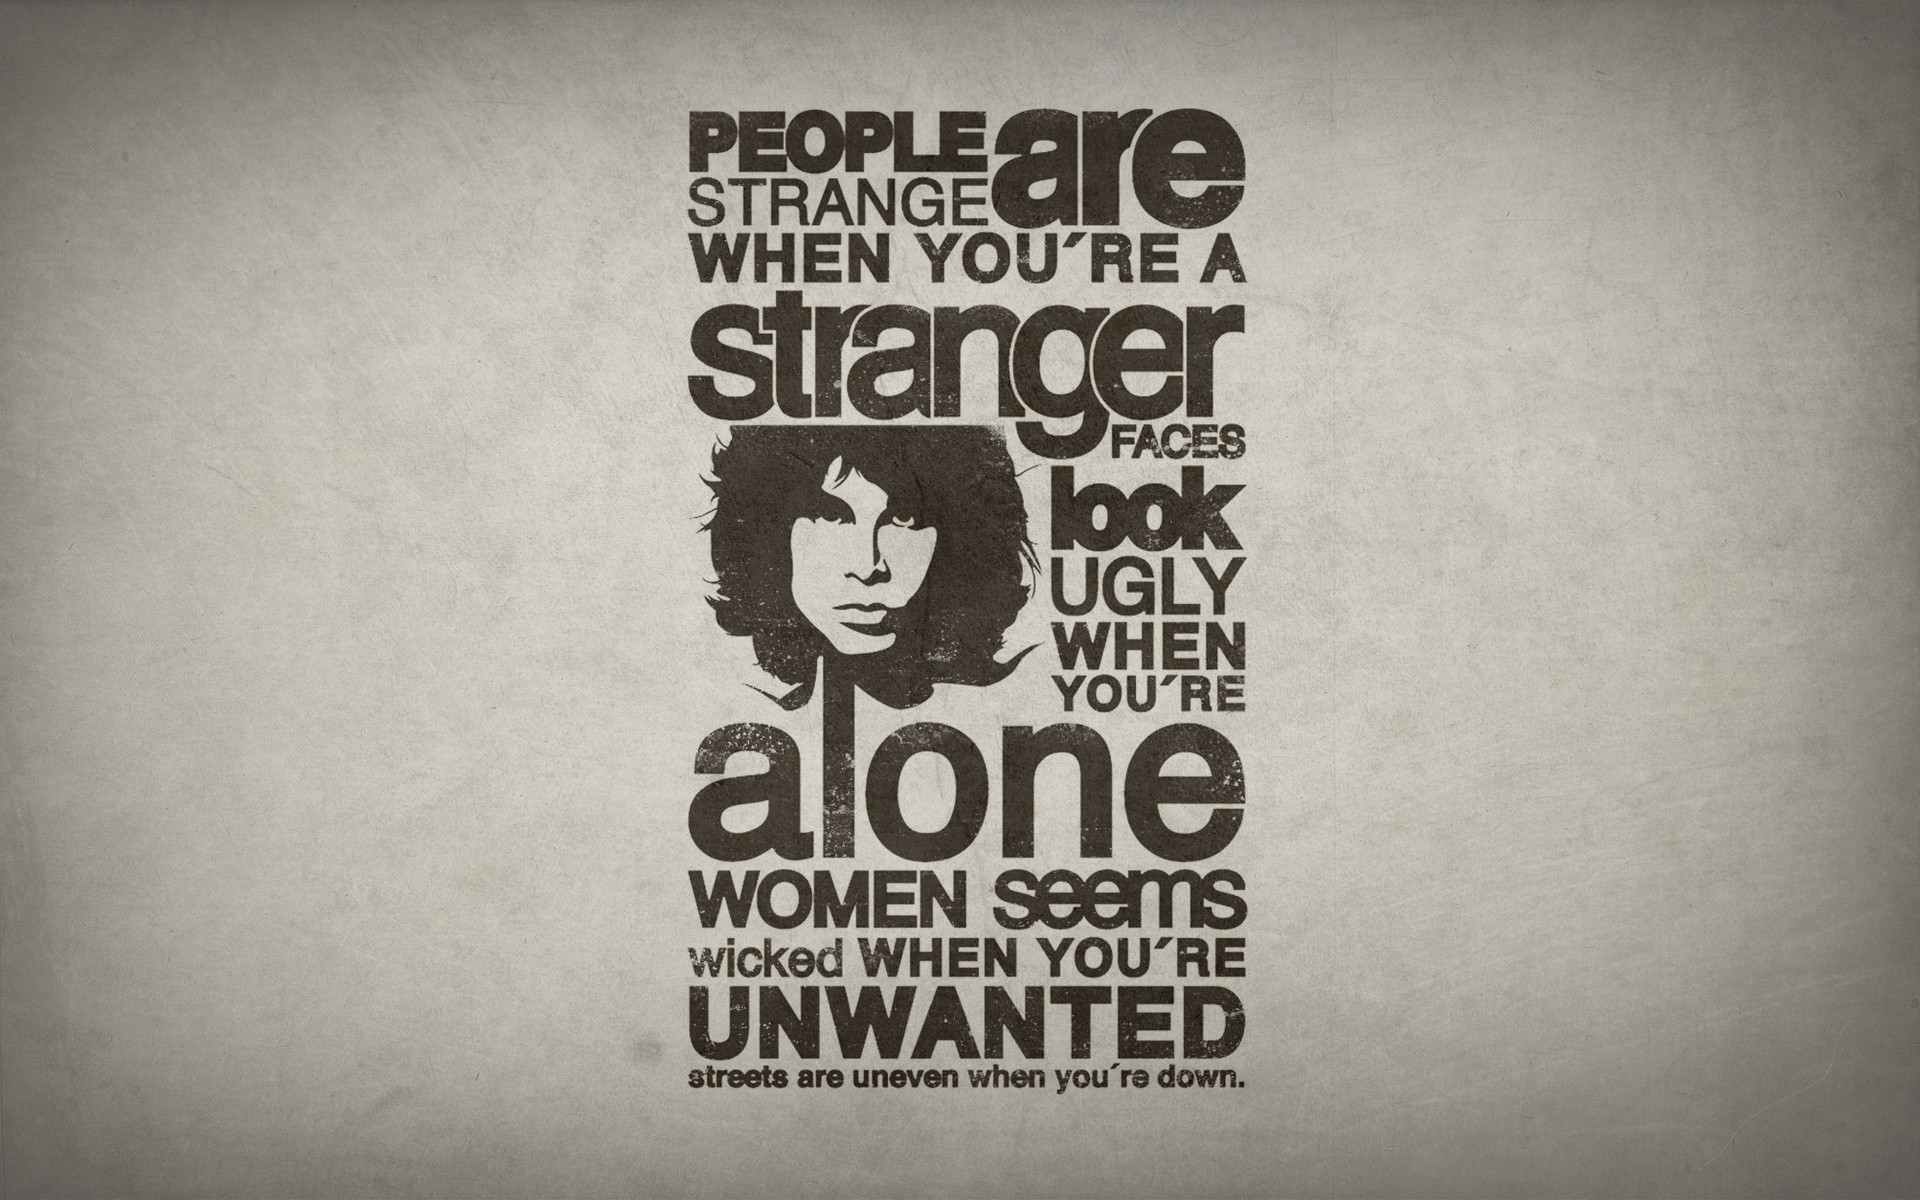 PEOPLE are
STRANGE
WHEN YOU´RE A
stranger
FACES
look
UGLY
WHEN
YOU´RE
alone
WOMEN seems
wicked WHEN YOU´RE
UNWANTED
streets are uneven when you´re down.